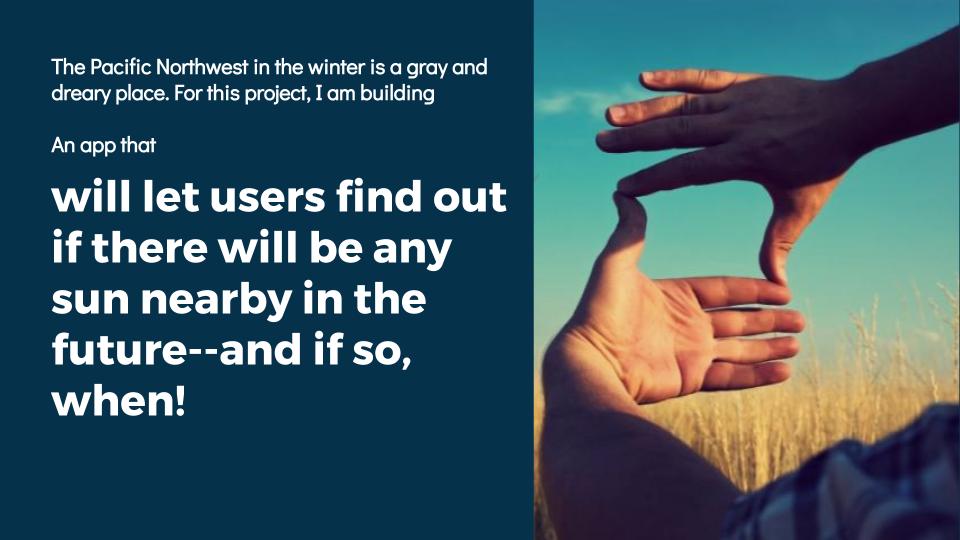 The Pacific Northwest in the winter is a gray and
dreary place. For this project, I am building
An app that
will let users find out
if there will be any
sun nearby in the
future--and if so,
when!